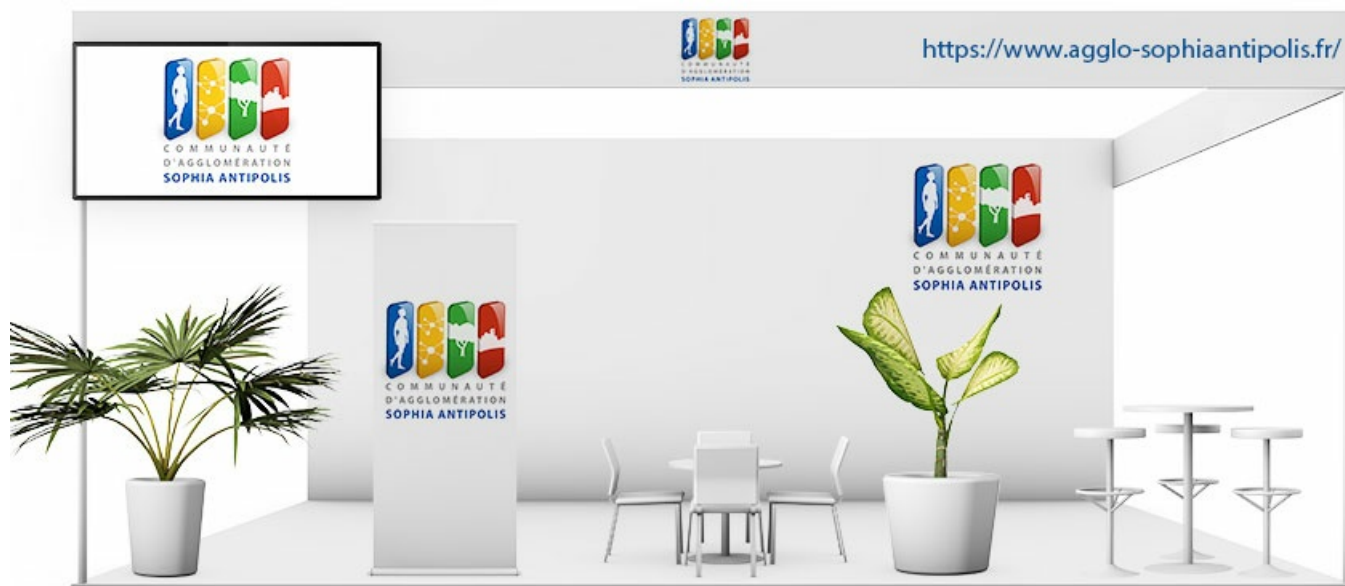 COMMUNAUTÉ
D'AGGLOMÉRATION
SOPHIA ANTIPOLIS
https://www.agglo-sophiaantipolis.fr/
COMMUNAUTÉ
D'AGGLOMÉRATION
SOPHIA ANTIPOLIS
COMMUNAUTÉ
D'AGGLOMÉRATION
SOPHIA ANTIPOLIS
COMMUNAUTÉ
D'AGGLOMÉRATION
SOPHIA ANTIPOLIS